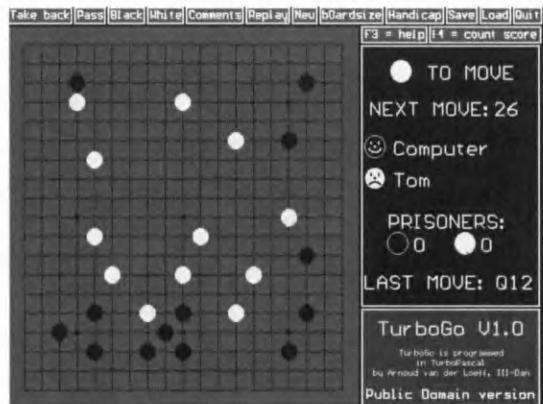 Take back Pass Black White Comments Replay Neu bOardsize Handicap Save Load Quit
F3 = help F4 = count score
TO MOVE
NEXT MOVE: 26
Computer
Tom
PRISONERS:
0 0
LAST MOVE: Q12
TurboGo V1.0
TurboGo is programmed
in TurboPascal
by Arnoud van der Loeff, III-Dan
Public Domain version